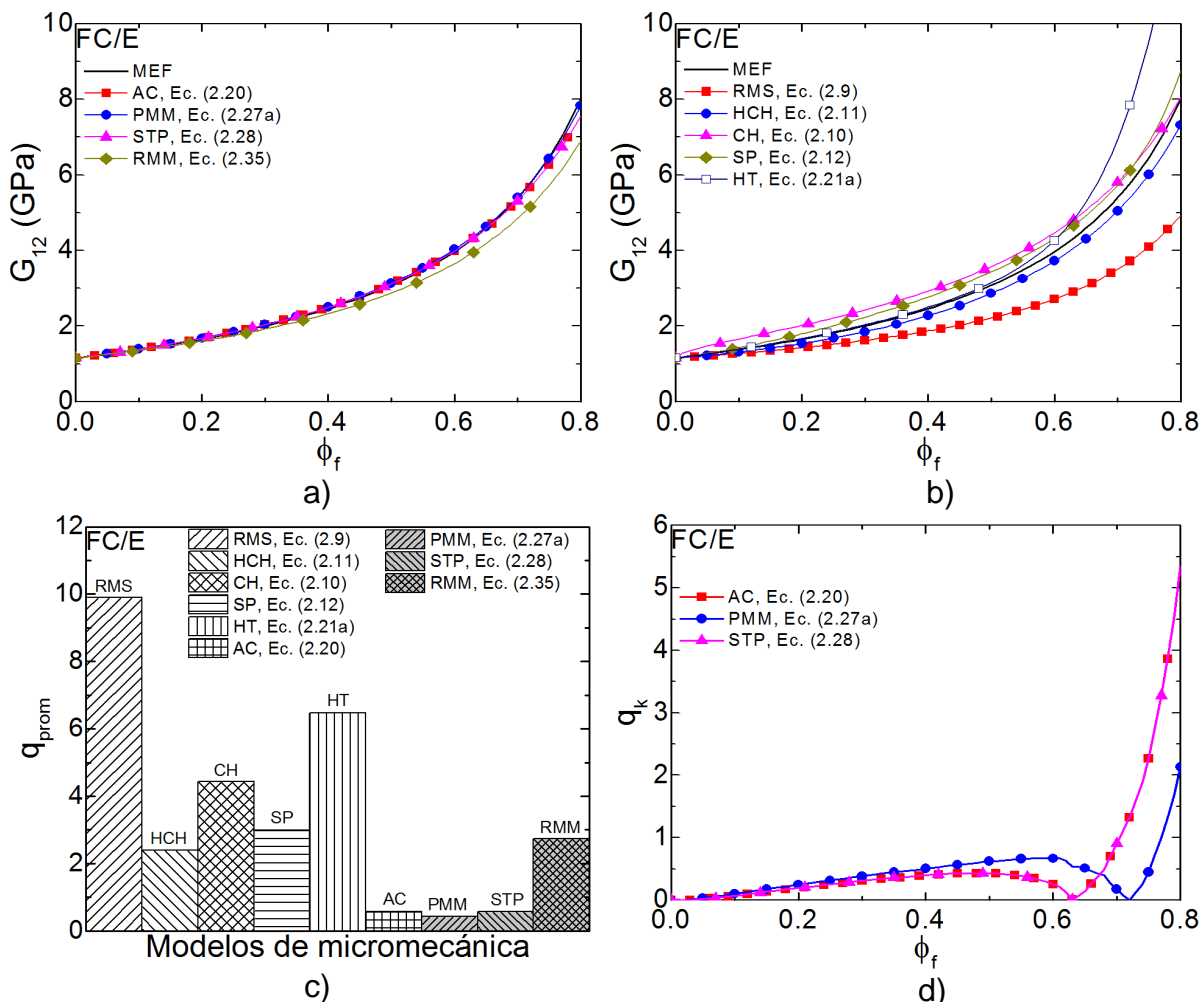 10
8
6
4
2
0
G12 (GPa)
FC/E
MEF
AC, Ec. (2.20)
PMM, Ec. (2.27a)
STP, Ec. (2.28)
RMM, Ec. (2.35)
0.0 0.2 0.4 0.6 0.8
ϕf
a)
10
8
6
4
2
0
G12 (GPa)
FC/E
MEF
RMS, Ec. (2.9)
HCH, Ec. (2.11)
CH, Ec. (2.10)
SP, Ec. (2.12)
HT, Ec. (2.21a)
0.0 0.2 0.4 0.6 0.8
ϕf
b)
12
10
8
6
4
2
0
qprom
FC/E
RMS, Ec. (2.9)
HCH, Ec. (2.11)
CH, Ec. (2.10)
SP, Ec. (2.12)
HT, Ec. (2.21a)
AC, Ec. (2.20)
PMM, Ec. (2.27a)
STP, Ec. (2.28)
RMM, Ec. (2.35)
RMS
HCH
CH
SP
HT
AC
PMM
STP
RMM
Modelos de micromecánica
c)
6
5
4
3
2
1
0
qk
FC/E
AC, Ec. (2.20)
PMM, Ec. (2.27a)
STP, Ec. (2.28)
0.0 0.2 0.4 0.6 0.8
ϕf
d)